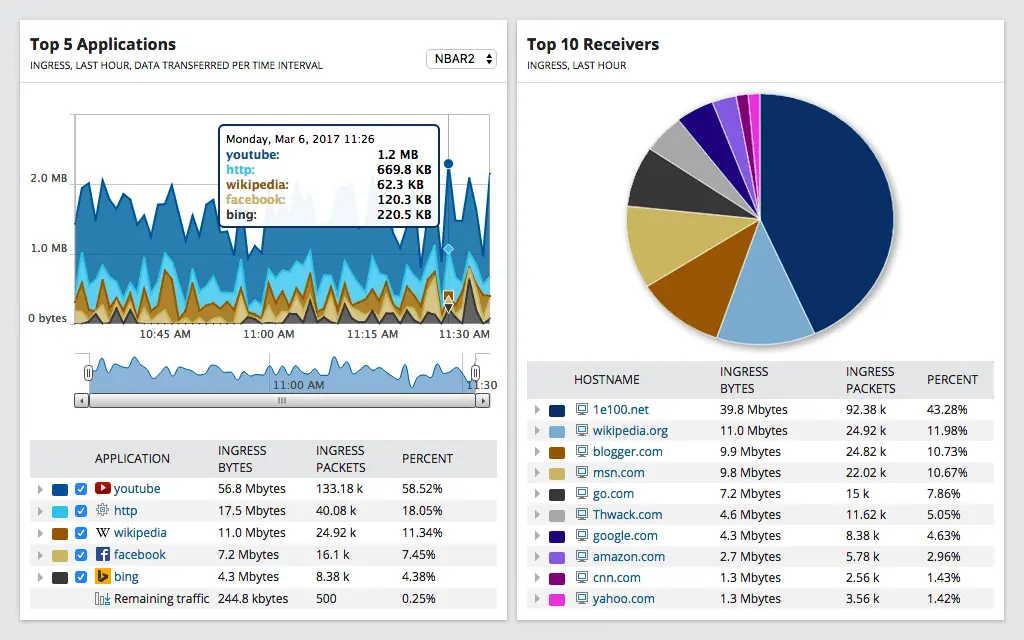 Top 5 Applications
INGRESS, LAST HOUR, DATA TRANSFERRED PER TIME INTERVAL
NBAR2
Monday, Mar 6, 2017 11:26
youtube: 1.2 MB
http: 669.8 KB
wikipedia: 62.3 KB
facebook: 120.3 KB
bing: 220.5 KB
2.0 MB
1.0 MB
0 bytes
10:45 AM 11:00 AM 11:15 AM 11:30 AM
11:00 AM 11:30
APPLICATION INGRESS BYTES INGRESS PACKETS PERCENT
youtube 56.8 Mbytes 133.18 k 58.52%
http 17.5 Mbytes 40.08 k 18.05%
W wikipedia 11.0 Mbytes 24.92 k 11.34%
facebook 7.2 Mbytes 16.1 k 7.45%
bing 4.3 Mbytes 8.38 k 4.38%
Remaining traffic 244.8 kbytes 500 0.25%
Top 10 Receivers
INGRESS, LAST HOUR
HOSTNAME INGRESS BYTES INGRESS PACKETS PERCENT
1e100.net 39.8 Mbytes 92.38 k 43.28%
wikipedia.org 11.0 Mbytes 24.92 k 11.98%
blogger.com 9.9 Mbytes 24.82 k 10.73%
msn.com 9.8 Mbytes 22.02 k 10.67%
go.com 7.2 Mbytes 15 k 7.86%
Thwack.com 4.6 Mbytes 11.62 k 5.05%
google.com 4.3 Mbytes 8.38 k 4.63%
amazon.com 2.7 Mbytes 5.78 k 2.96%
cnn.com 1.3 Mbytes 2.56 k 1.43%
yahoo.com 1.3 Mbytes 3.56 k 1.42%